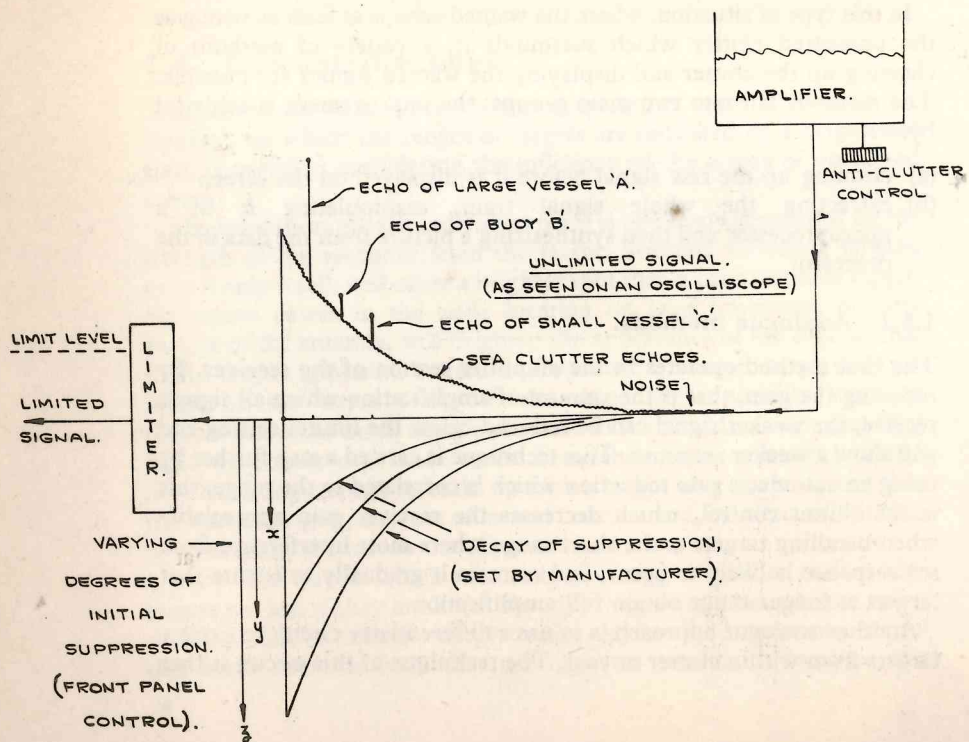 AMPLIFIER.
ANTI-CLUTTER
CONTROL
ECHO OF LARGE VESSEL 'A'.
ECHO OF BUOY 'B'.
UNLIMITED SIGNAL.
(AS SEEN ON AN OSCILLISCOPE)
ECHO OF SMALL VESSEL 'C'.
SEA CLUTTER ECHOES.
NOISE
LIMIT LEVEL
LIMITER.
LIMITED
SIGNAL.
x
y
z
VARYING
DEGREES OF
INITIAL
SUPPRESSION.
(FRONT PANEL
CONTROL).
DECAY OF SUPPRESSION,
(SET BY MANUFACTURER)